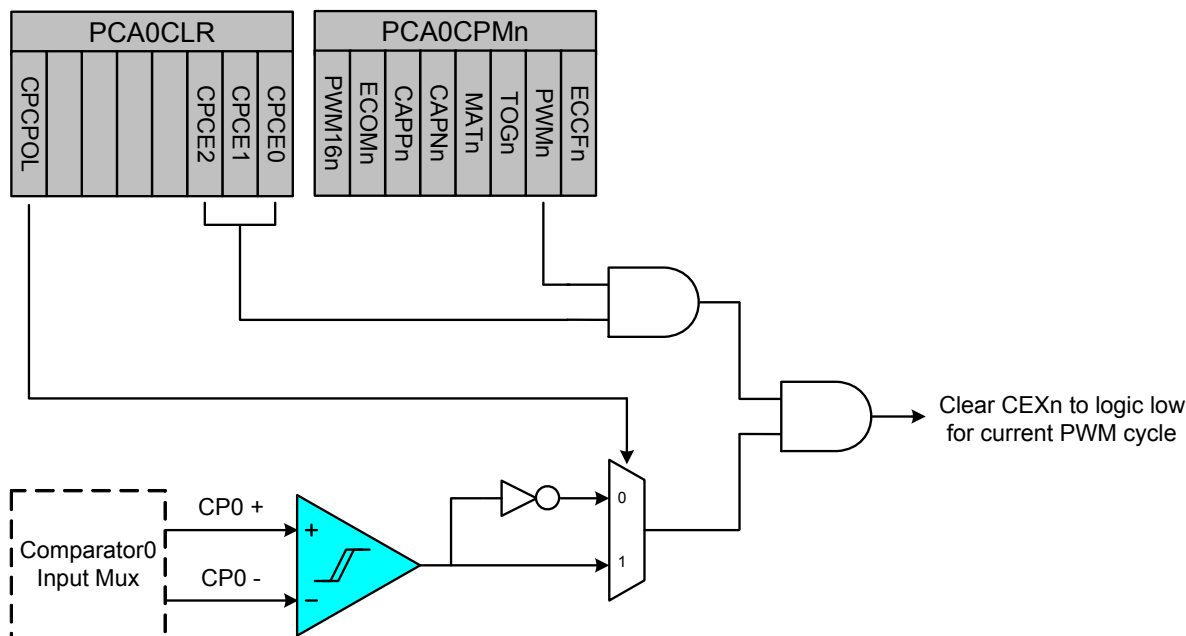 PCA0CLR
CPCPOL
CPCE2
CPCE1
CPCE0
PCA0CPMn
PWM16n
ECOMn
CAPPn
CAPNn
MATn
TOGn
PWMn
ECCFn
Clear CEXn to logic low
for current PWM cycle
0
1
CP0 +
CP0 -
+
−
Comparator0
Input Mux